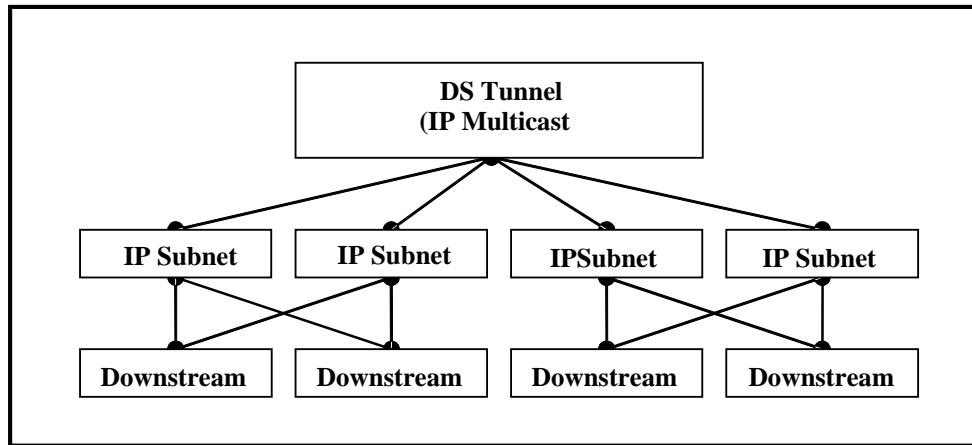 DS Tunnel
(IP Multicast
IP Subnet
IP Subnet
IPSubnet
IP Subnet
Downstream
Downstream
Downstream
Downstream